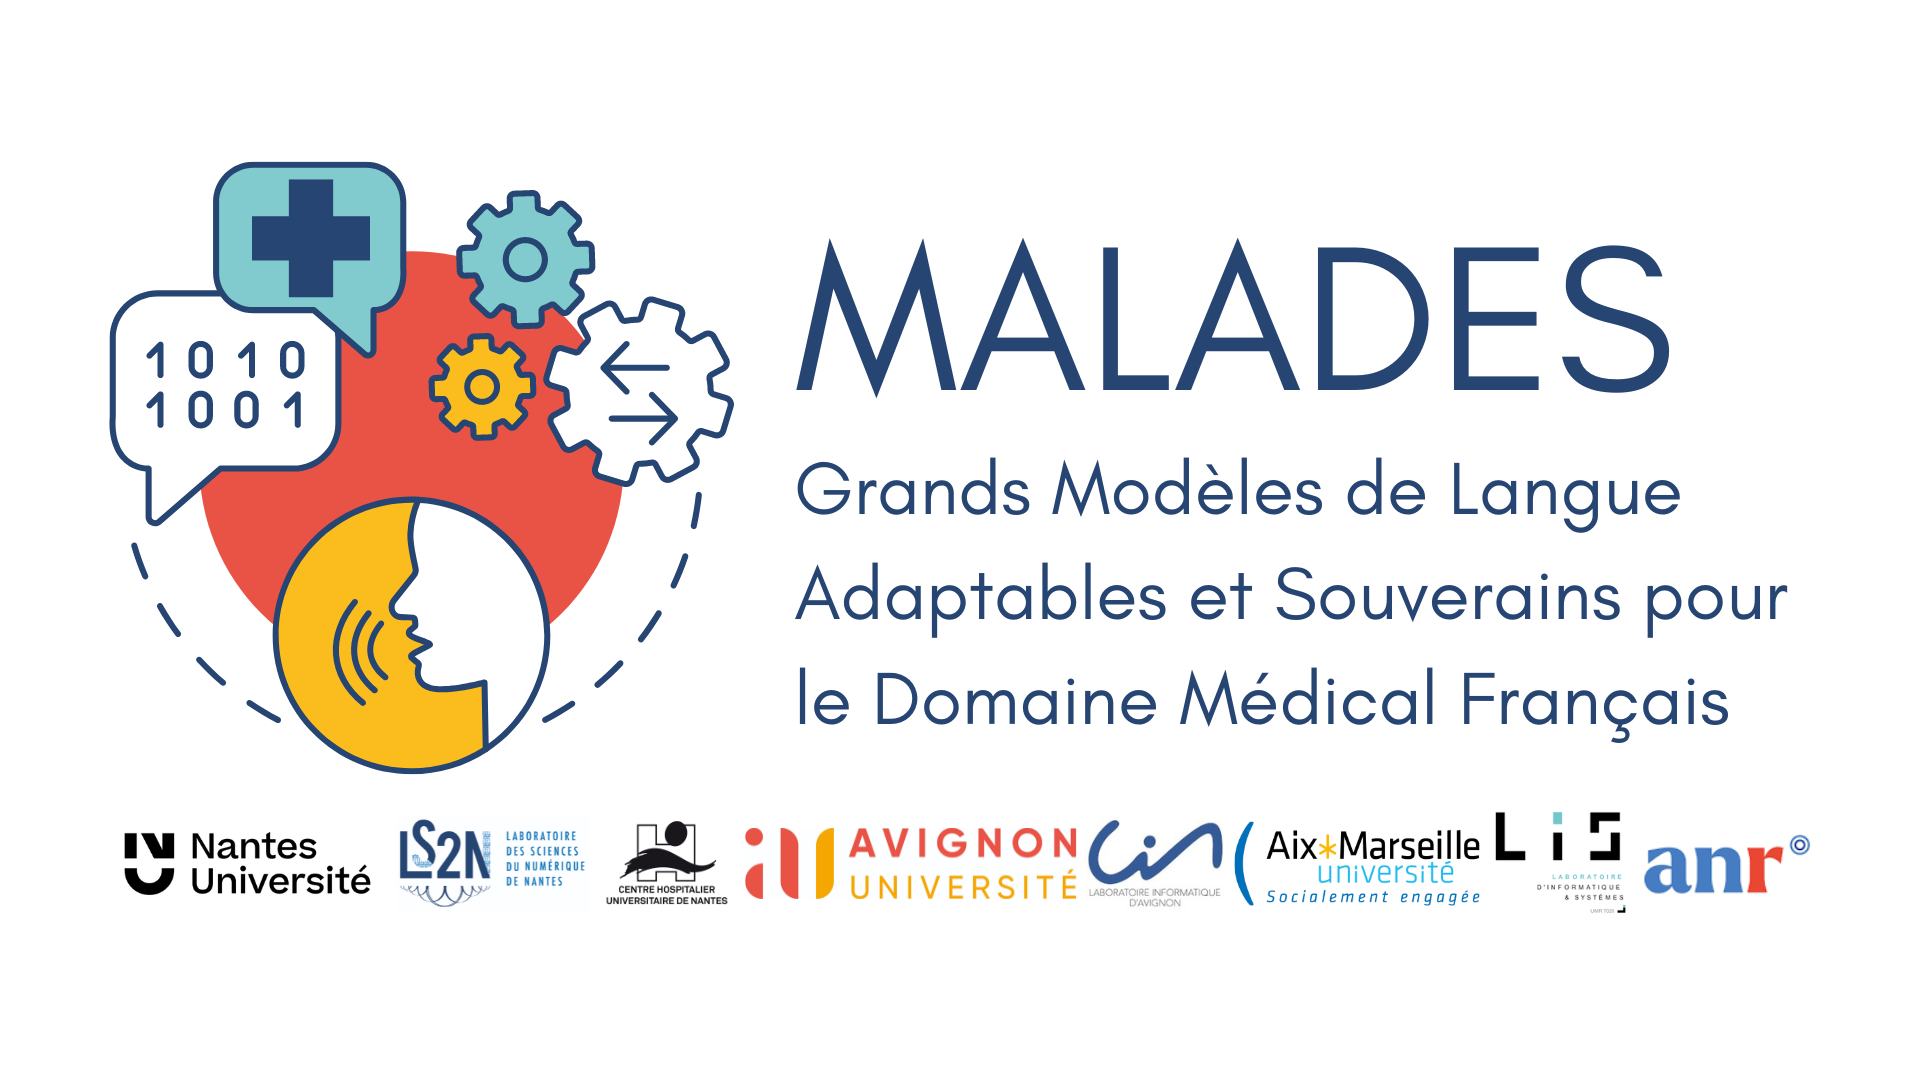 1010
1001
MALADES
Grands Modèles de Langue
Adaptables et Souverains pour
le Domaine Médical Français
Nantes
Université
LS2N
LABORATOIRE
DES SCIENCES
DU NUMÉRIQUE
DE NANTES
CENTRE HOSPITALIER
UNIVERSITAIRE DE NANTES
AVIGNON
UNIVERSITÉ
LABORATOIRE INFORMATIQUE
D'AVIGNON
Aix*Marseille
université
Socialement engagée
LIS
LABORATOIRE
D'INFORMATIQUE
& SYSTÈMES
anr